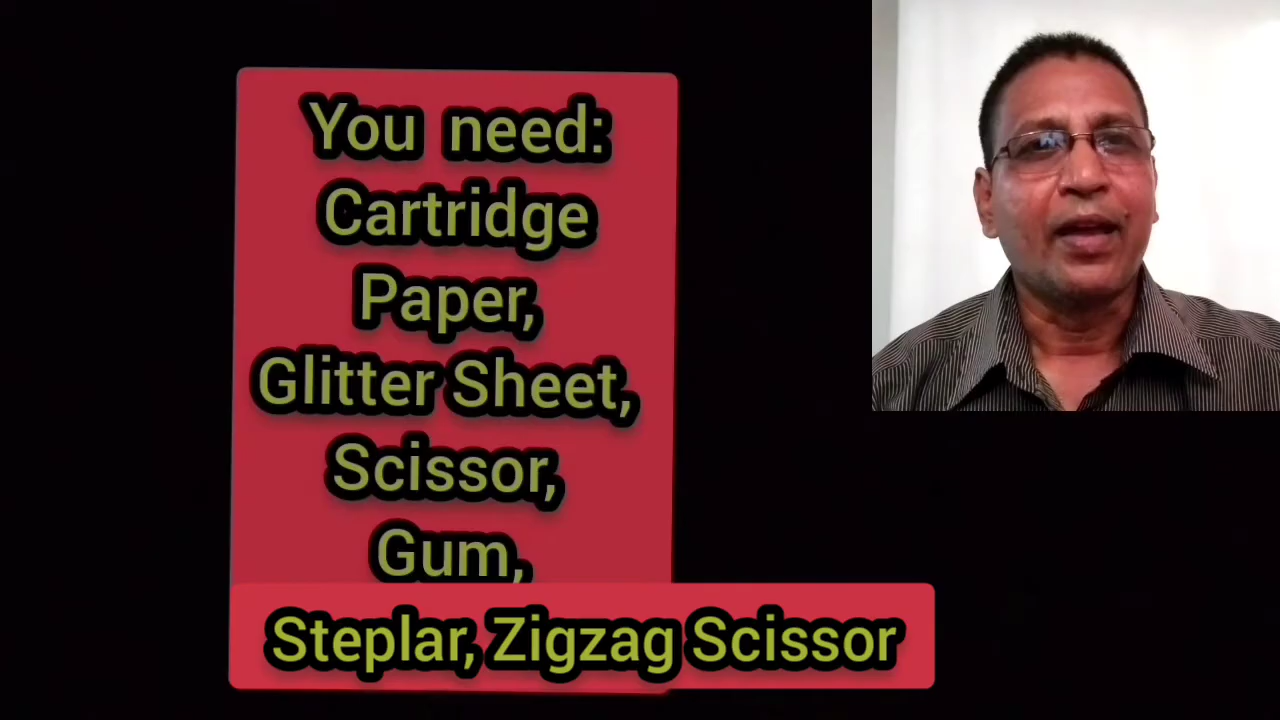 You need:
Cartridge
Paper,
Glitter Sheet,
Scissor,
Gum,
Steplar, Zigzag Scissor